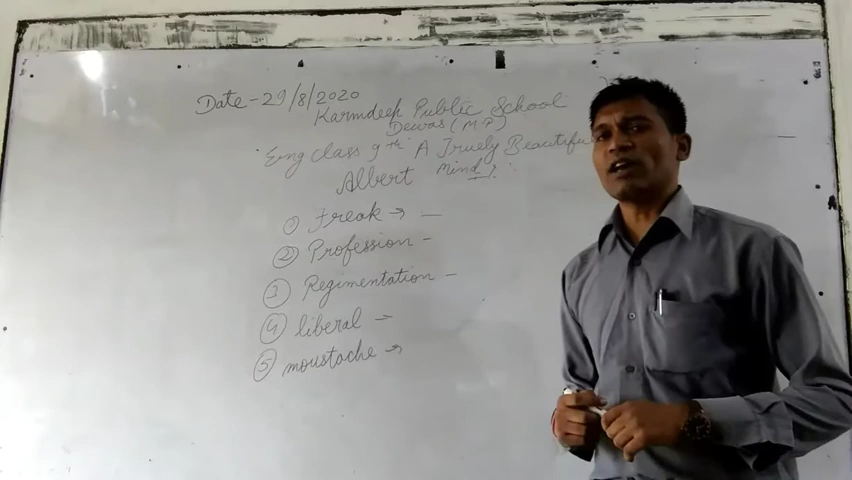 Date - 29/8/2020
Karmdeep Public School
Dewas (M.P)
Eng class 9th A Truely Beautiful
Albert Mind
① Freak → —
② Profession –
③ Regimentation –
④ liberal →
⑤ moustache →